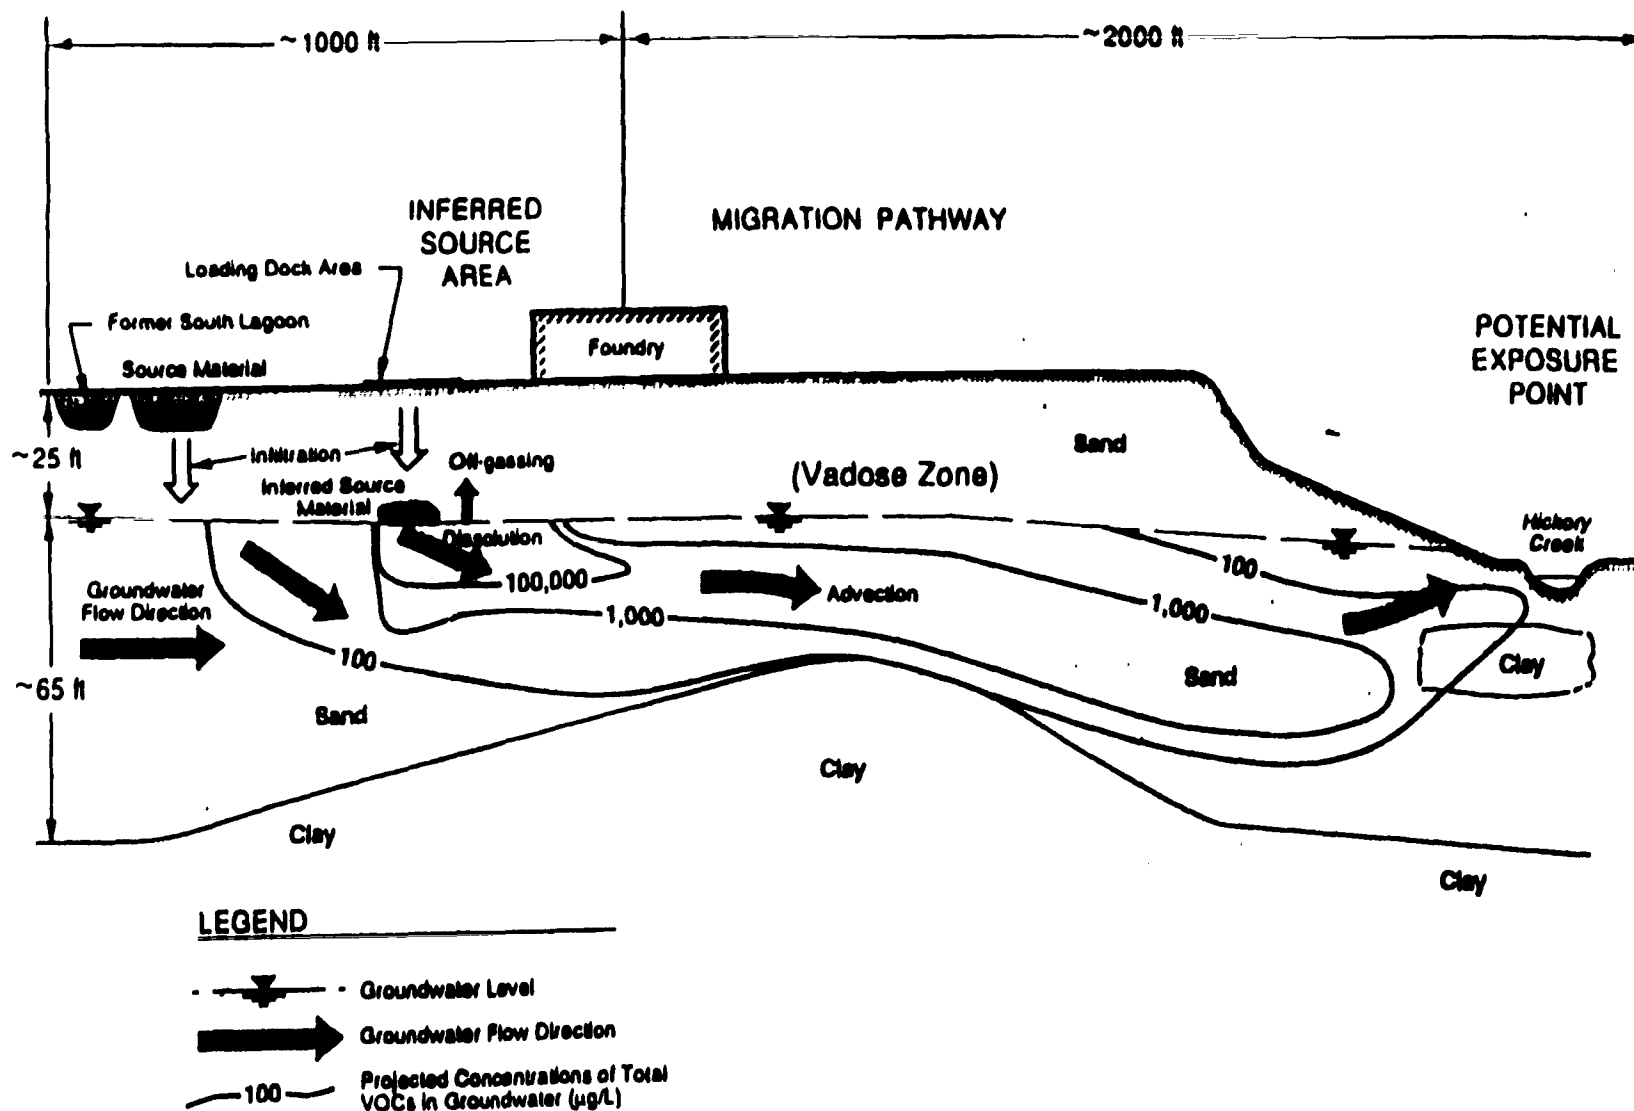 ~1000 ft
~2000 ft
INFERRED
SOURCE
AREA
MIGRATION PATHWAY
Loading Dock Area
Former South Lagoon
Source Material
Foundry
POTENTIAL
EXPOSURE
POINT
~25 ft
Infiltration
Off-gassing
Sand
(Vadose Zone)
Inferred Source
Material
Hickory
Creek
Dissolution
100,000
100
Groundwater
Flow Direction
Advection
1,000
1,000
100
Clay
Sand
~65 ft
Sand
Clay
Clay
Clay
LEGEND
Groundwater Level
Groundwater Flow Direction
100
Projected Concentrations of Total
VOCs in Groundwater (µg/L)